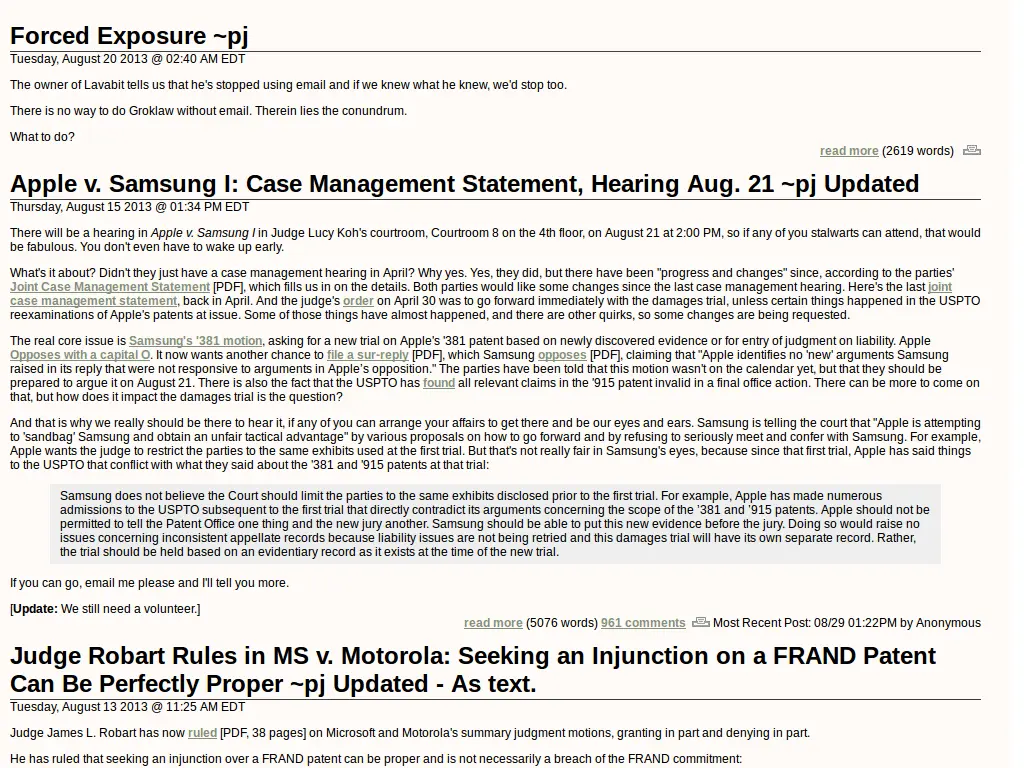 Forced Exposure ~pj
Tuesday, August 20 2013 @ 02:40 AM EDT
The owner of Lavabit tells us that he's stopped using email and if we knew what he knew, we'd stop too.
There is no way to do Groklaw without email. Therein lies the conundrum.
What to do?
read more (2619 words)
Apple v. Samsung I: Case Management Statement, Hearing Aug. 21 ~pj Updated
Thursday, August 15 2013 @ 01:34 PM EDT
There will be a hearing in Apple v. Samsung I in Judge Lucy Koh's courtroom, Courtroom 8 on the 4th floor, on August 21 at 2:00 PM, so if any of you stalwarts can attend, that would
be fabulous. You don't even have to wake up early.
What's it about? Didn't they just have a case management hearing in April? Why yes. Yes, they did, but there have been "progress and changes" since, according to the parties'
Joint Case Management Statement [PDF], which fills us in on the details. Both parties would like some changes since the last case management hearing. Here's the last joint
case management statement, back in April. And the judge's order on April 30 was to go forward immediately with the damages trial, unless certain things happened in the USPTO
reexaminations of Apple's patents at issue. Some of those things have almost happened, and there are other quirks, so some changes are being requested.
The real core issue is Samsung's '381 motion, asking for a new trial on Apple's '381 patent based on newly discovered evidence or for entry of judgment on liability. Apple
Opposes with a capital O. It now wants another chance to file a sur-reply [PDF], which Samsung opposes [PDF], claiming that "Apple identifies no 'new' arguments Samsung
raised in its reply that were not responsive to arguments in Apple's opposition." The parties have been told that this motion wasn't on the calendar yet, but that they should be
prepared to argue it on August 21. There is also the fact that the USPTO has found all relevant claims in the '915 patent invalid in a final office action. There can be more to come on
that, but how does it impact the damages trial is the question?
And that is why we really should be there to hear it, if any of you can arrange your affairs to get there and be our eyes and ears. Samsung is telling the court that "Apple is attempting
to 'sandbag' Samsung and obtain an unfair tactical advantage" by various proposals on how to go forward and by refusing to seriously meet and confer with Samsung. For example,
Apple wants the judge to restrict the parties to the same exhibits used at the first trial. But that's not really fair in Samsung's eyes, because since that first trial, Apple has said things
to the USPTO that conflict with what they said about the '381 and '915 patents at that trial:
Samsung does not believe the Court should limit the parties to the same exhibits disclosed prior to the first trial. For example, Apple has made numerous
admissions to the USPTO subsequent to the first trial that directly contradict its arguments concerning the scope of the '381 and '915 patents. Apple should not be
permitted to tell the Patent Office one thing and the new jury another. Samsung should be able to put this new evidence before the jury. Doing so would raise no
issues concerning inconsistent appellate records because liability issues are not being retried and this damages trial will have its own separate record. Rather,
the trial should be held based on an evidentiary record as it exists at the time of the new trial.
If you can go, email me please and I'll tell you more.
[Update: We still need a volunteer.]
read more (5076 words) 961 comments Most Recent Post: 08/29 01:22PM by Anonymous
Judge Robart Rules in MS v. Motorola: Seeking an Injunction on a FRAND Patent
Can Be Perfectly Proper ~pj Updated - As text.
Tuesday, August 13 2013 @ 11:25 AM EDT
Judge James L. Robart has now ruled [PDF, 38 pages] on Microsoft and Motorola's summary judgment motions, granting in part and denying in part.
He has ruled that seeking an injunction over a FRAND patent can be proper and is not necessarily a breach of the FRAND commitment: